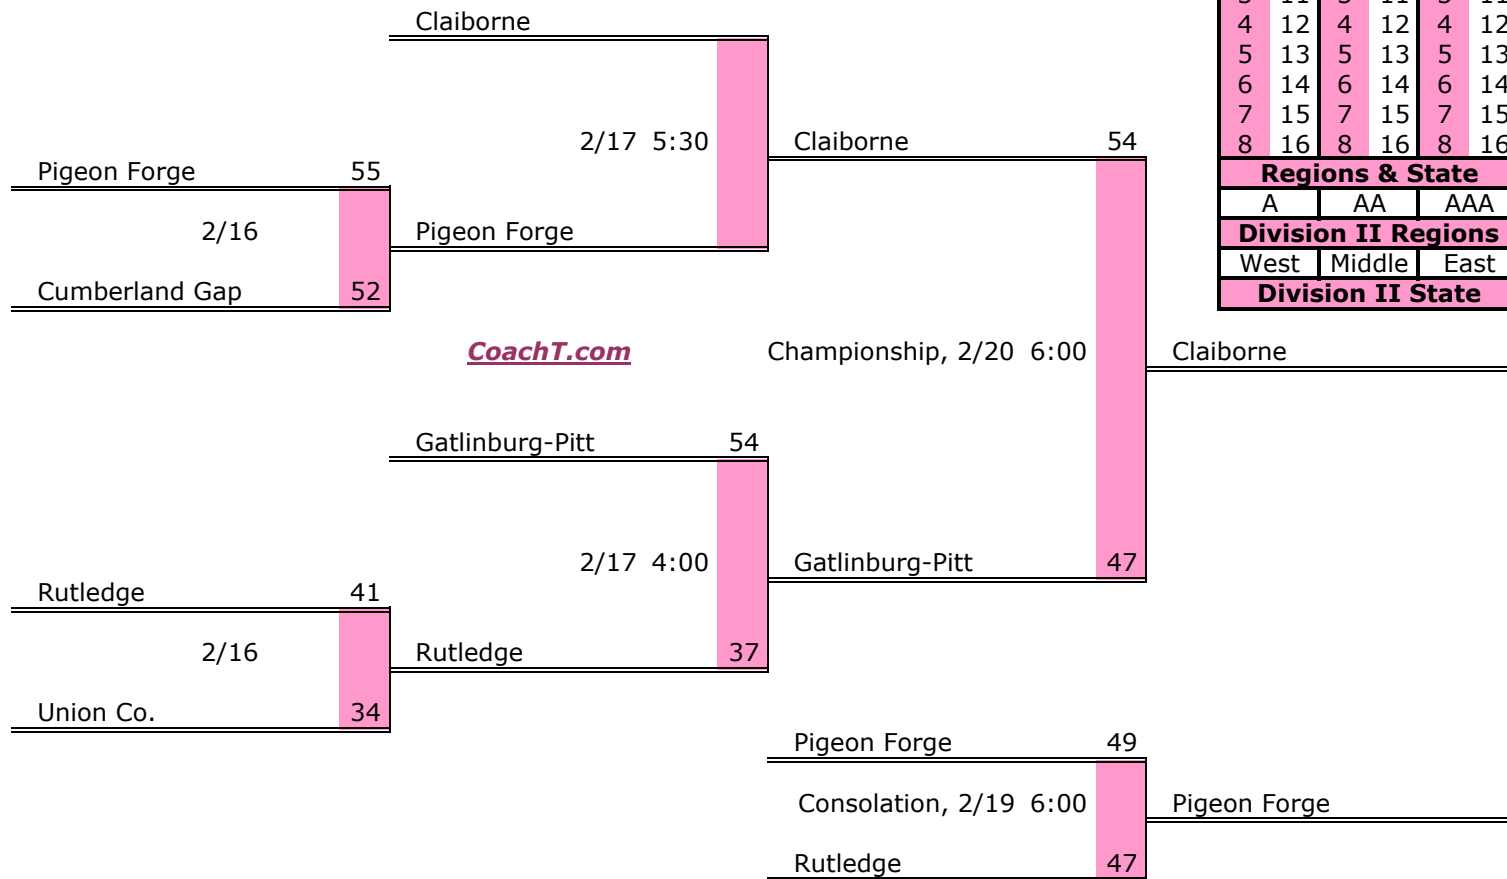 Claiborne
4 12 4 12 4 12
5 13 5 13 5 13
6 14 6 14 6 14
2/17 5:30 Claiborne 54 7 15 7 15 7 15
8 16 8 16 8 16
Pigeon Forge 55 Regions & State
A AA AAA
2/16 Pigeon Forge Division II Regions
West Middle East
Cumberland Gap 52 Division II State
CoachT.com Championship, 2/20 6:00 Claiborne
Gatlinburg-Pitt 54
2/17 4:00 Gatlinburg-Pitt 47
Rutledge 41
2/16 Rutledge 37
Union Co. 34
Pigeon Forge 49
Consolation, 2/19 6:00 Pigeon Forge
Rutledge 47